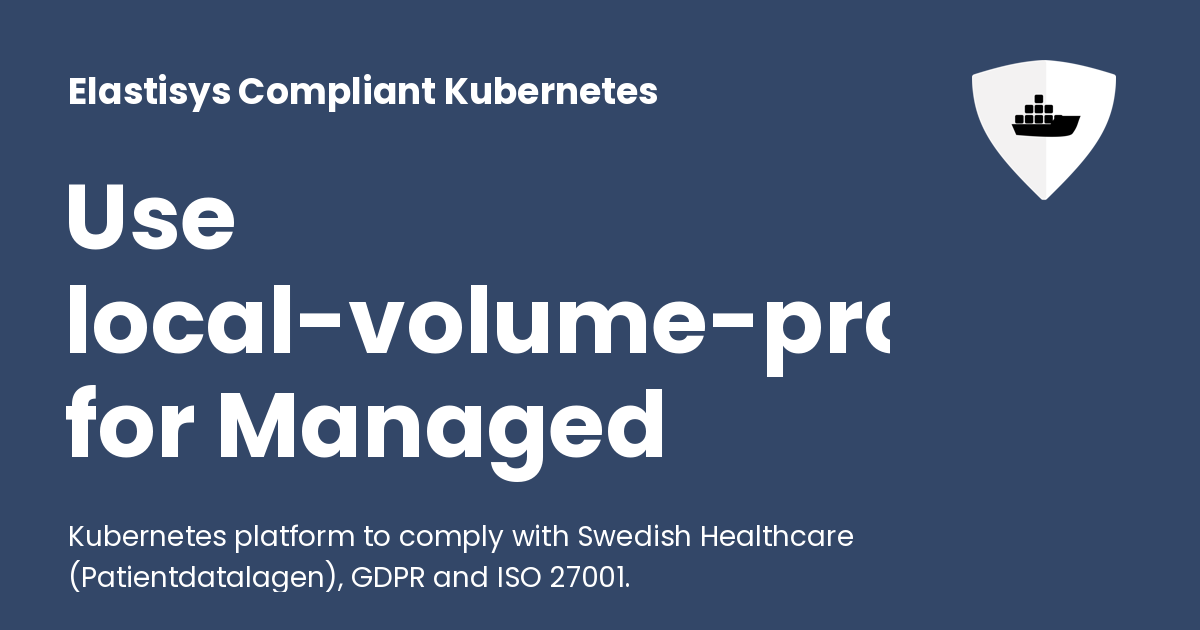 Elastisys Compliant Kubernetes
Use
local-volume-pro
for Managed
Kubernetes platform to comply with Swedish Healthcare
(Patientdatalagen), GDPR and ISO 27001.